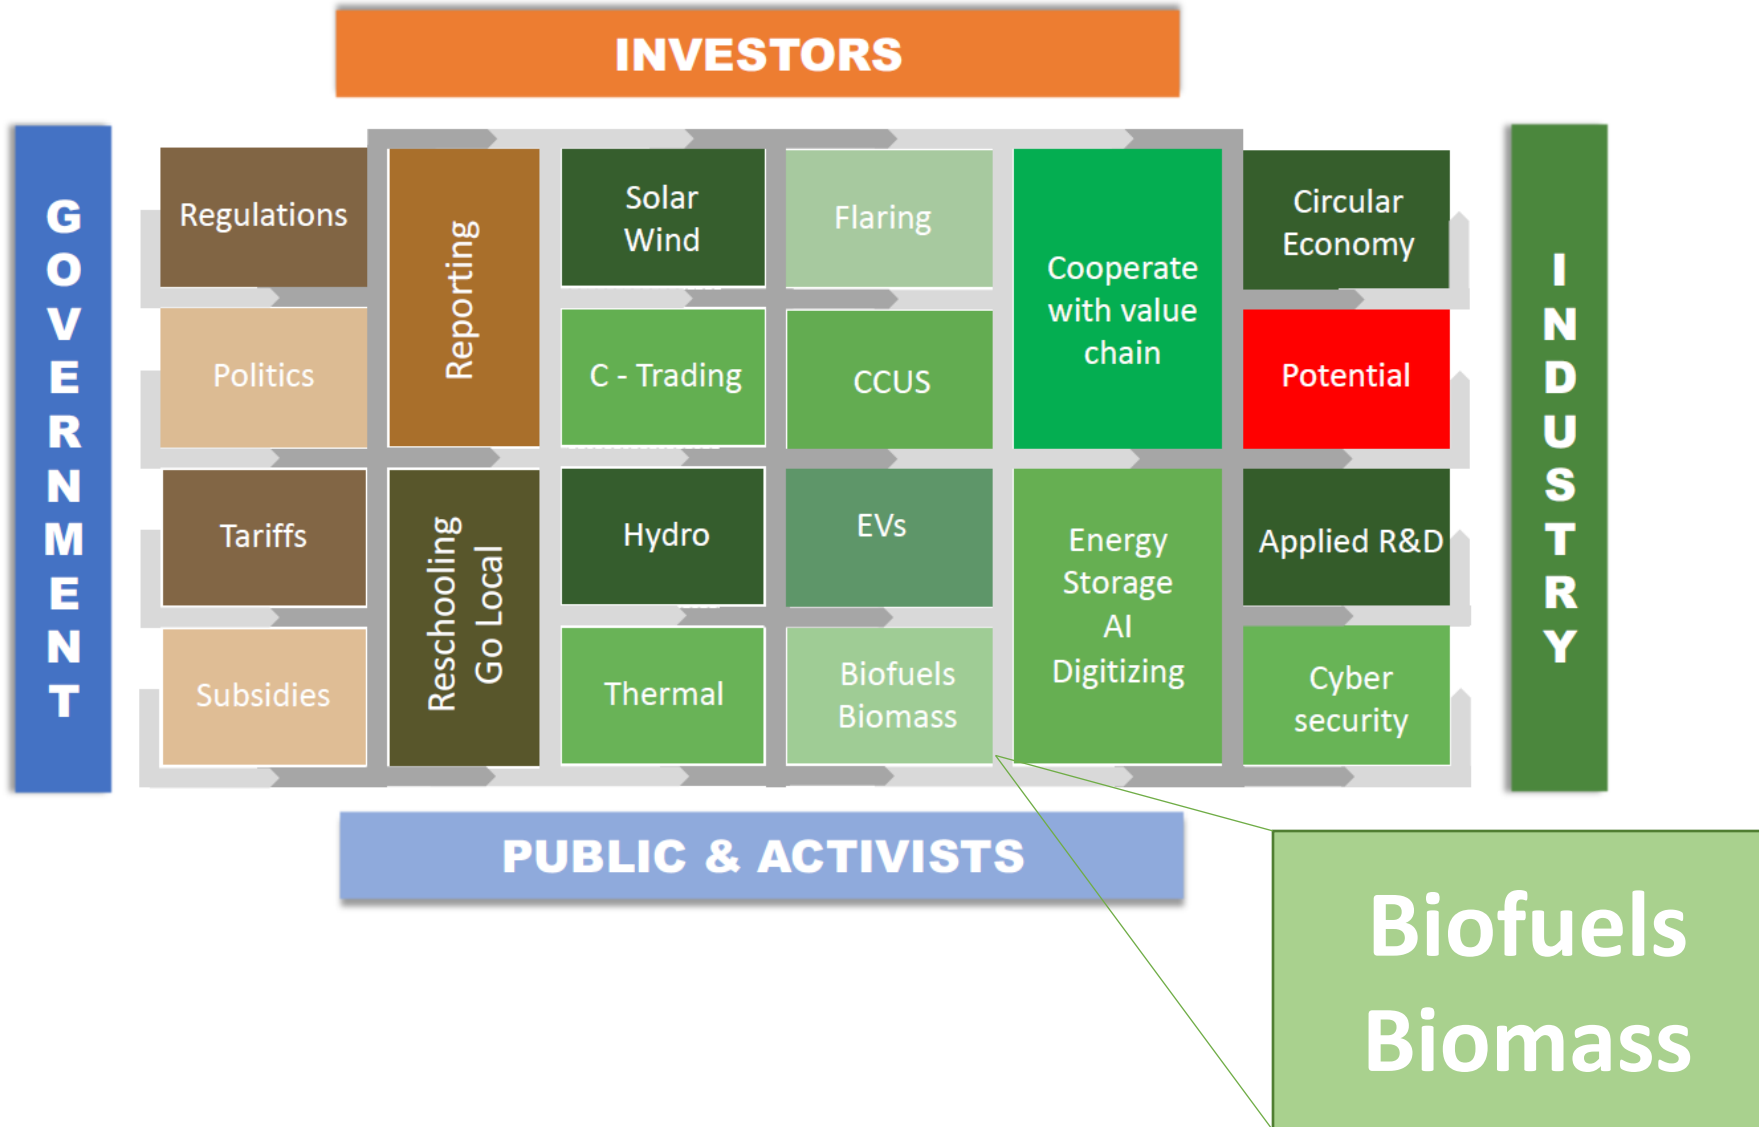 INVESTORS
GOVERNMENT
Regulations
Politics
Tariffs
Subsidies
Reporting
Reschooling
Go Local
Solar
Wind
C - Trading
Hydro
Thermal
Flaring
CCUS
EVs
Biofuels
Biomass
Cooperate
with value
chain
Energy
Storage
AI
Digitizing
Circular
Economy
Potential
Applied R&D
Cyber
security
INDUSTRY
PUBLIC & ACTIVISTS
Biofuels
Biomass